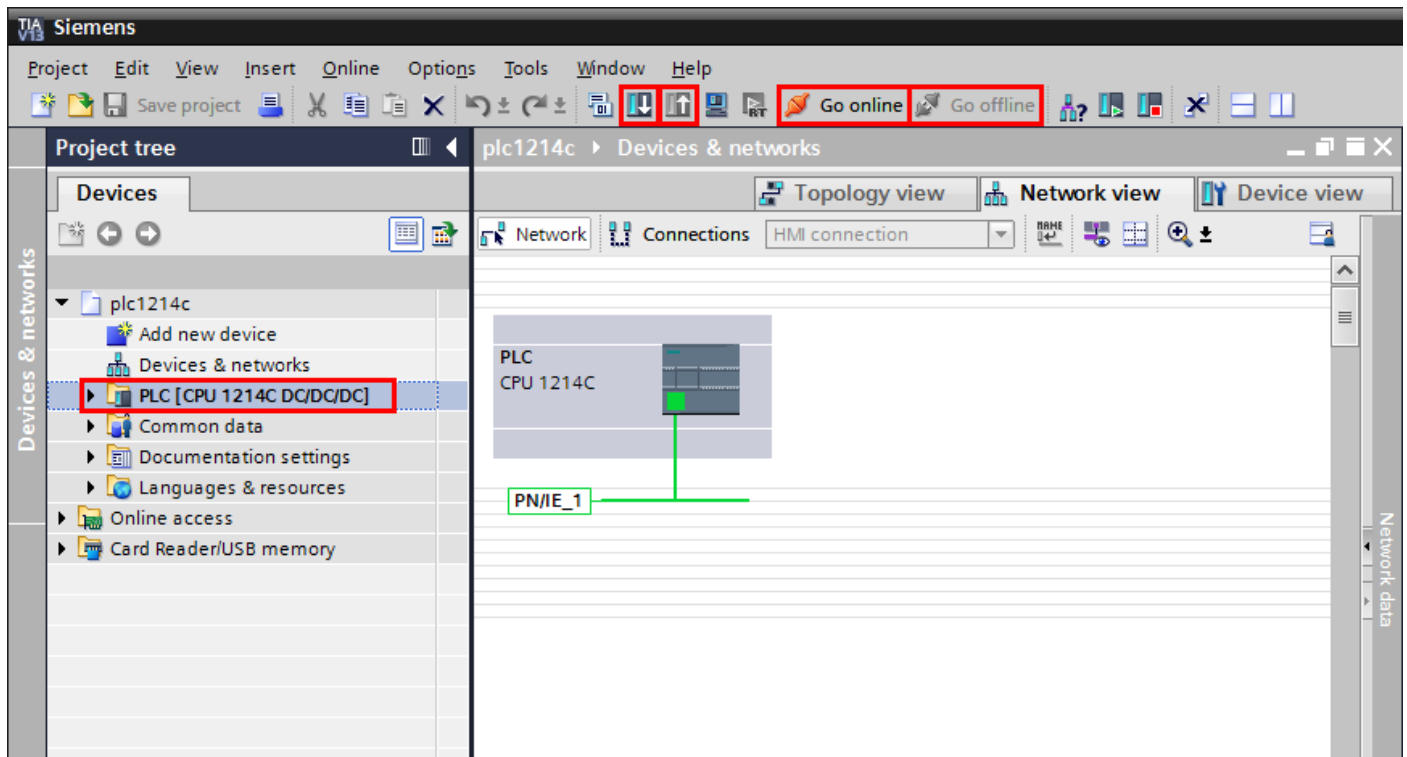 TIA V13 Siemens
Project Edit View Insert Online Options Tools Window Help
Save project Go online Go offline
Project tree
plc1214c ▸ Devices & networks
Devices
Topology view Network view Device view
Network Connections HMI connection
Devices & networks
plc1214c
Add new device
Devices & networks
PLC [CPU 1214C DC/DC/DC]
Common data
Documentation settings
Languages & resources
Online access
Card Reader/USB memory
PLC
CPU 1214C
PN/IE_1
Network data